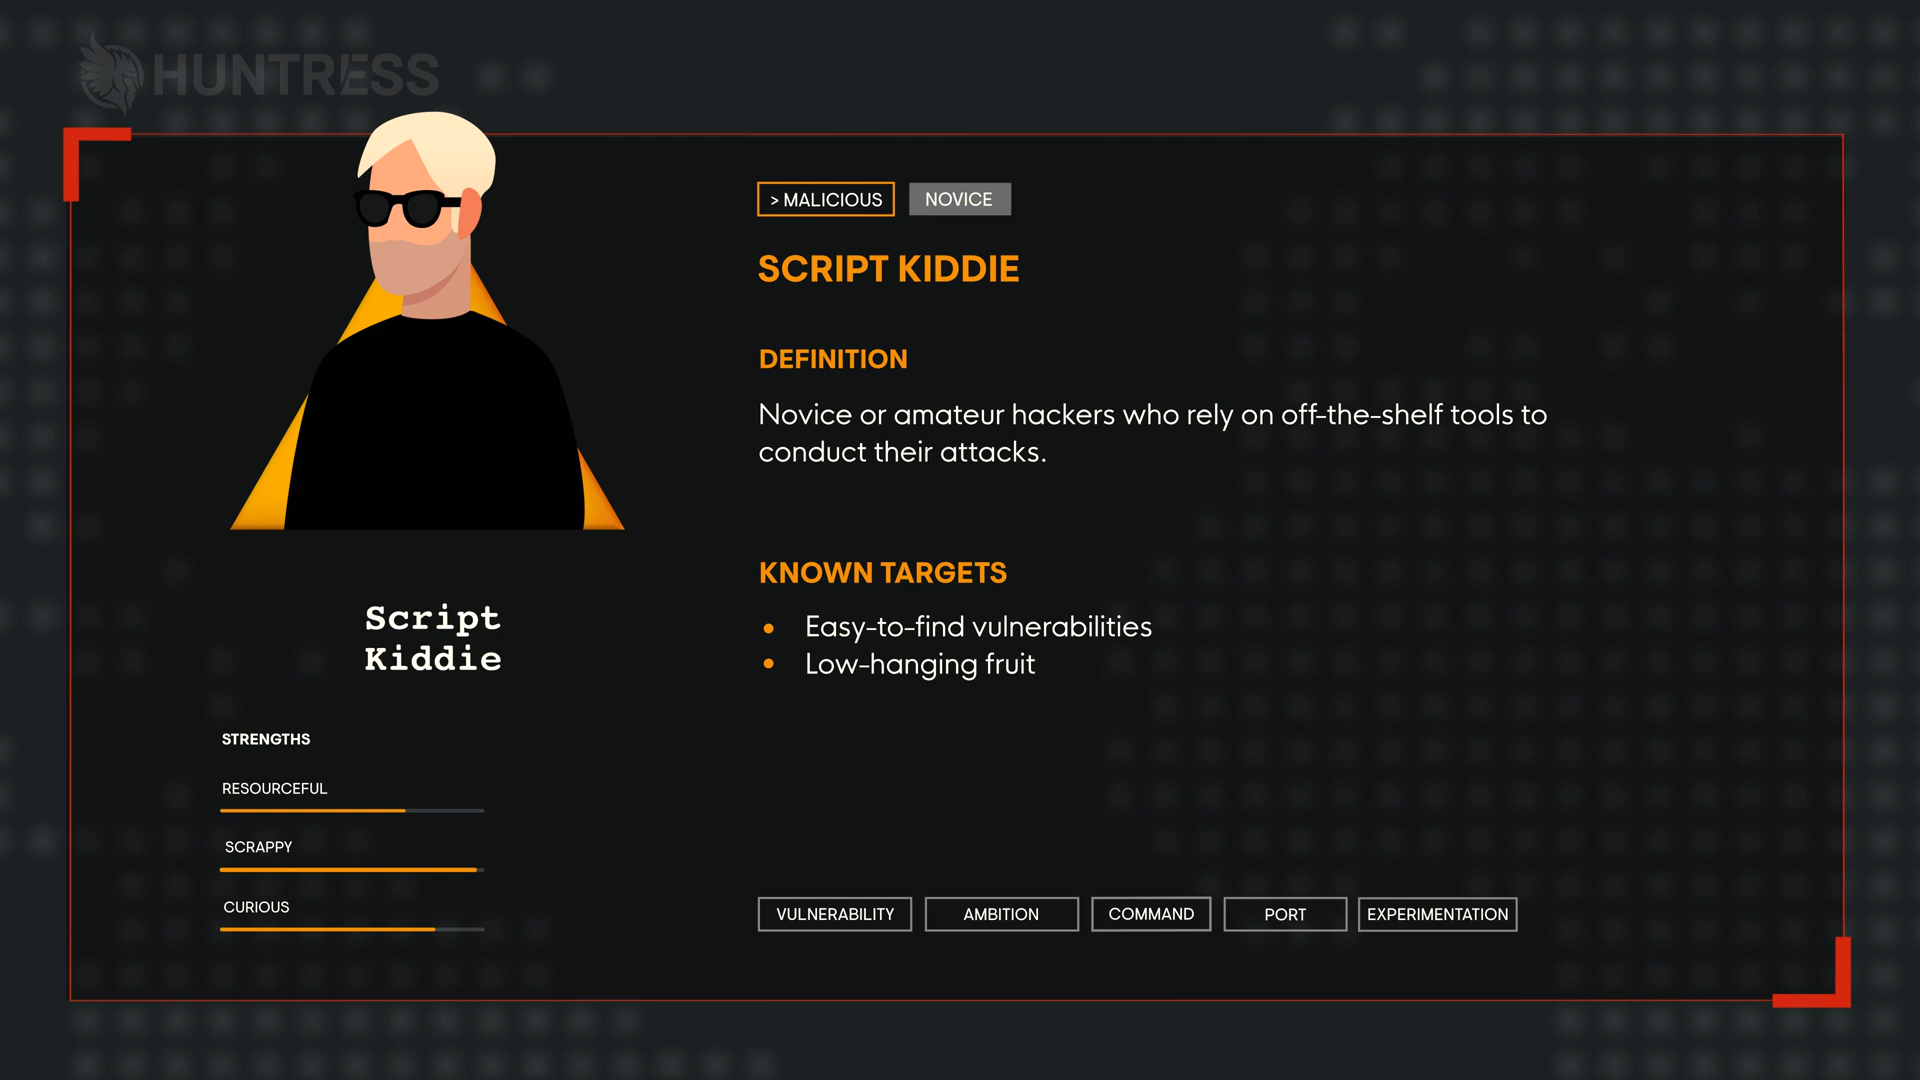 HUNTRESS
> MALICIOUS
NOVICE
SCRIPT KIDDIE
DEFINITION
Novice or amateur hackers who rely on off-the-shelf tools to
conduct their attacks.
KNOWN TARGETS
• Easy-to-find vulnerabilities
• Low-hanging fruit
Script
Kiddie
STRENGTHS
RESOURCEFUL
SCRAPPY
CURIOUS
VULNERABILITY
AMBITION
COMMAND
PORT
EXPERIMENTATION